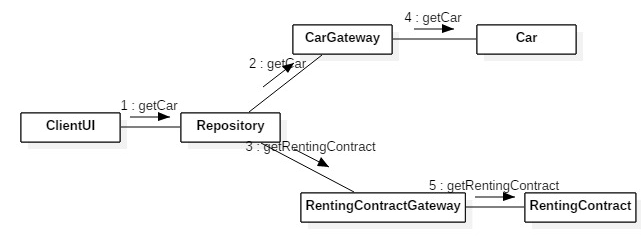 4 : getCar
CarGateway
Car
2 : getCar
1 : getCar
ClientUI
Repository
3 : getRentingContract
5 : getRentingContract
RentingContractGateway
RentingContract